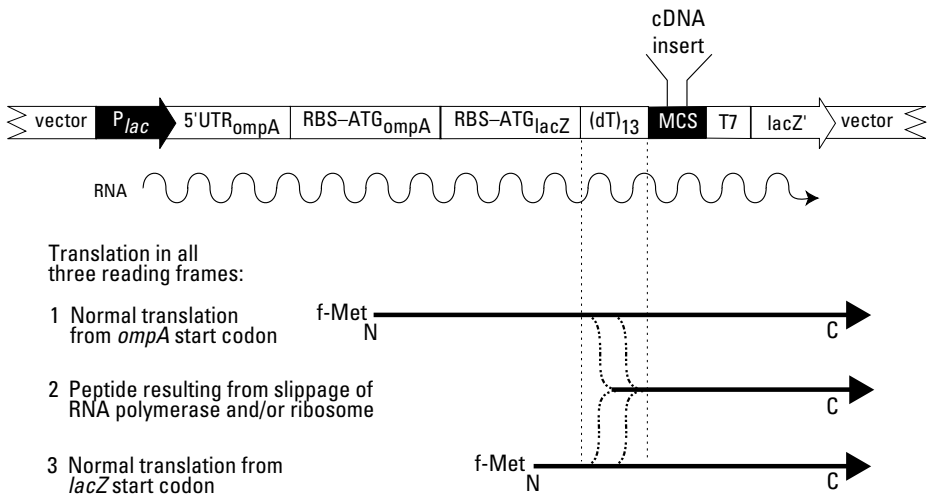 cDNA
insert
vector P lac 5'UTR ompA RBS–ATG ompA RBS–ATG lacZ (dT)13 MCS T7 lacZ' vector
RNA
Translation in all
three reading frames:
1 Normal translation
from ompA start codon
f-Met
N
C
2 Peptide resulting from slippage of
RNA polymerase and/or ribosome
C
3 Normal translation from
lacZ start codon
f-Met
N
C